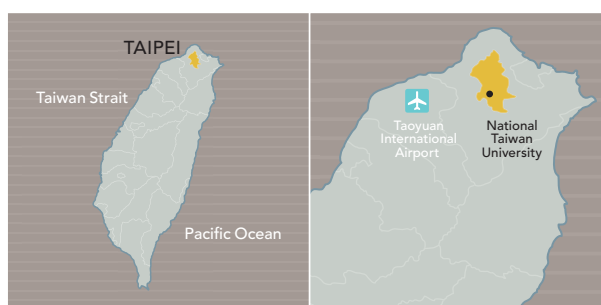 TAIPEI
Taiwan Strait
Pacific Ocean
Taoyuan
International
Airport
National
Taiwan
University